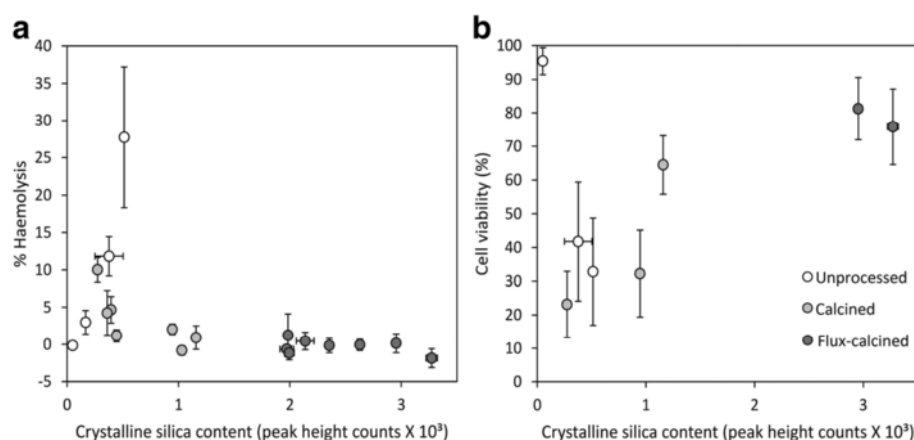 a
% Haemolysis
40
35
30
25
20
15
10
5
0
-5
0 1 2 3
Crystalline silica content (peak height counts X 10³)
b
Cell viability (%)
100
90
80
70
60
50
40
30
20
10
0
0 1 2 3
Crystalline silica content (peak height counts X 10³)
Unprocessed
Calcined
Flux-calcined